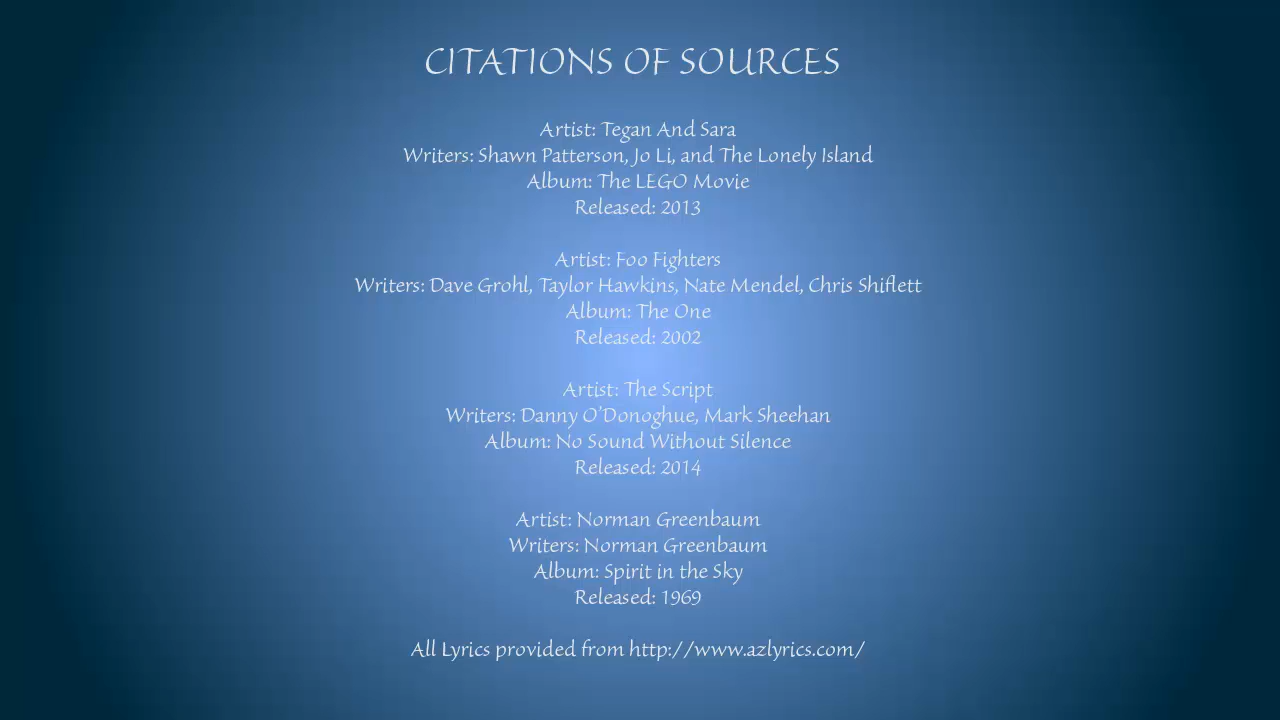 CITATIONS OF SOURCES
Artist: Tegan And Sara
Writers: Shawn Patterson, Jo Li, and The Lonely Island
Album: The LEGO Movie
Released: 2013
Artist: Foo Fighters
Writers: Dave Grohl, Taylor Hawkins, Nate Mendel, Chris Shiflett
Album: The One
Released: 2002
Artist: The Script
Writers: Danny O'Donoghue, Mark Sheehan
Album: No Sound Without Silence
Released: 2014
Artist: Norman Greenbaum
Writers: Norman Greenbaum
Album: Spirit in the Sky
Released: 1969
All Lyrics provided from http://www.azlyrics.com/